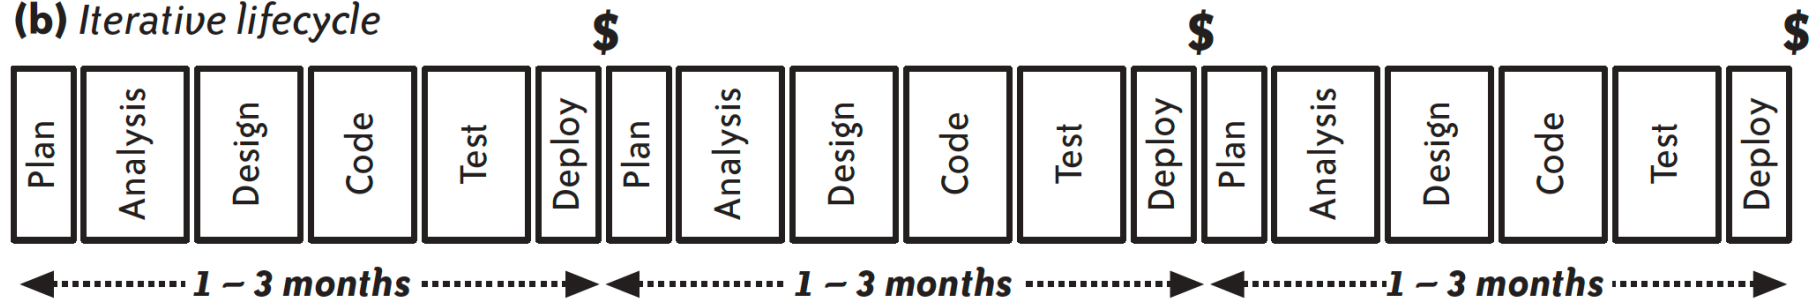 (b) Iterative lifecycle $ $ $
Plan Analysis Design Code Test Deploy Plan Analysis Design Code Test Deploy Plan Analysis Design Code Test Deploy
1 – 3 months 1 – 3 months 1 – 3 months